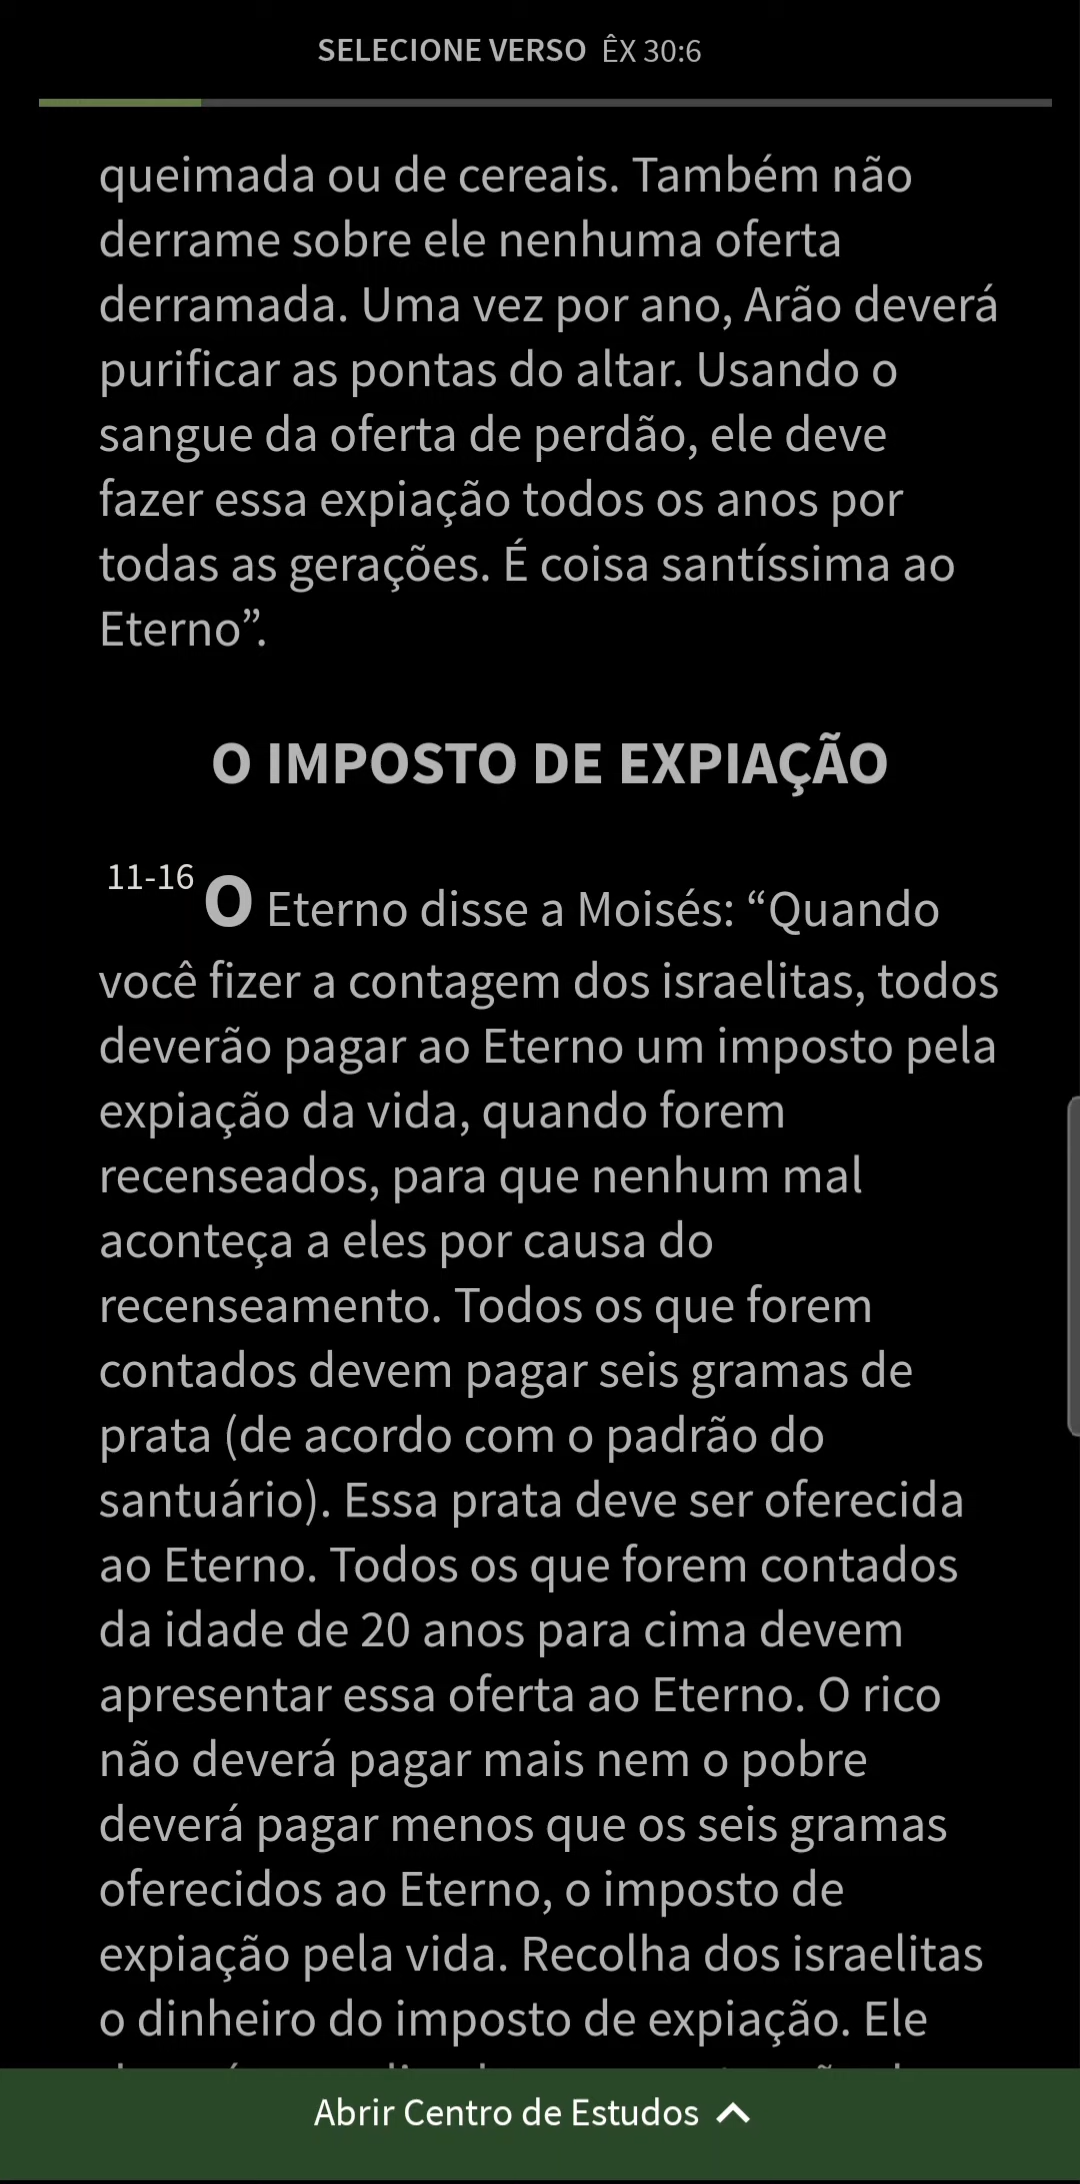 SELECIONE VERSO ÊX 30:6
queimada ou de cereais. Também não
derrame sobre ele nenhuma oferta
derramada. Uma vez por ano, Arão deverá
purificar as pontas do altar. Usando o
sangue da oferta de perdão, ele deve
fazer essa expiação todos os anos por
todas as gerações. É coisa santíssima ao
Eterno”.
O IMPOSTO DE EXPIAÇÃO
11-16 O Eterno disse a Moisés: “Quando
você fizer a contagem dos israelitas, todos
deverão pagar ao Eterno um imposto pela
expiação da vida, quando forem
recenseados, para que nenhum mal
aconteça a eles por causa do
recenseamento. Todos os que forem
contados devem pagar seis gramas de
prata (de acordo com o padrão do
santuário). Essa prata deve ser oferecida
ao Eterno. Todos os que forem contados
da idade de 20 anos para cima devem
apresentar essa oferta ao Eterno. O rico
não deverá pagar mais nem o pobre
deverá pagar menos que os seis gramas
oferecidos ao Eterno, o imposto de
expiação pela vida. Recolha dos israelitas
o dinheiro do imposto de expiação. Ele
Abrir Centro de Estudos